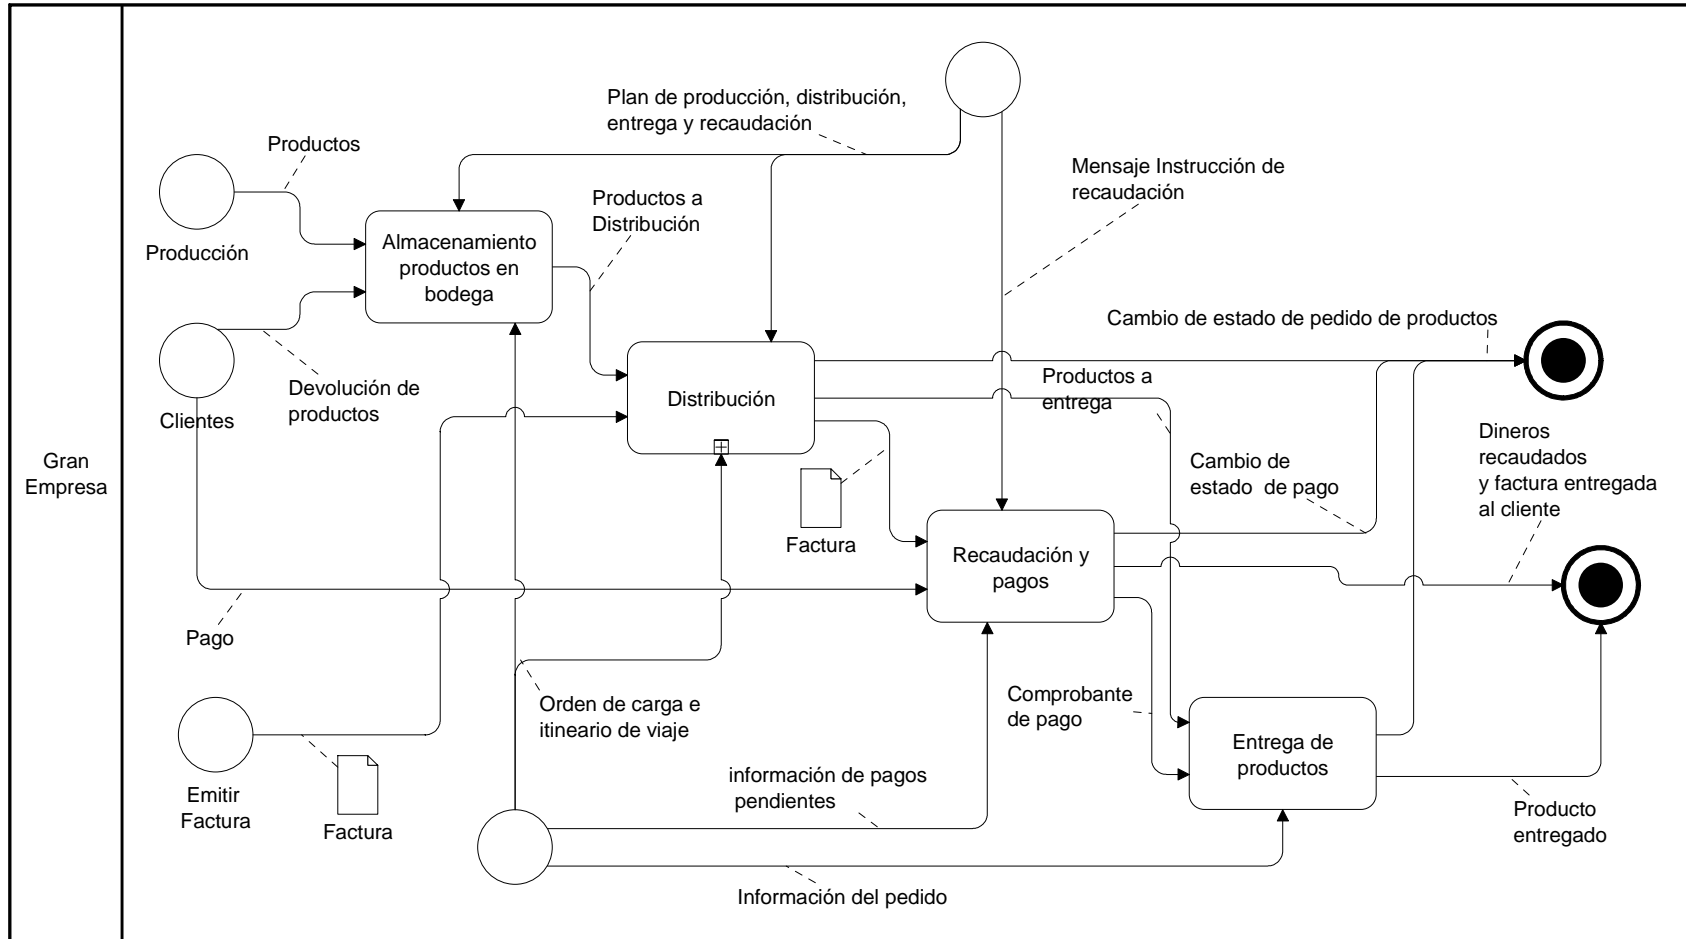 Gran
Empresa
Plan de producción, distribución,
entrega y recaudación
Productos
Mensaje Instrucción de
recaudación
Productos a
Distribución
Producción
Almacenamiento
productos en
bodega
Cambio de estado de pedido de productos
Devolución de
productos
Clientes
Distribución
Productos a
entrega
Dineros
recaudados
y factura entregada
al cliente
Cambio de
estado  de pago
Factura
Recaudación y
pagos
Pago
Orden de carga e
itineario de viaje
Comprobante
de pago
Entrega de
productos
información de pagos
pendientes
Emitir
Factura
Factura
Producto
entregado
Información del pedido